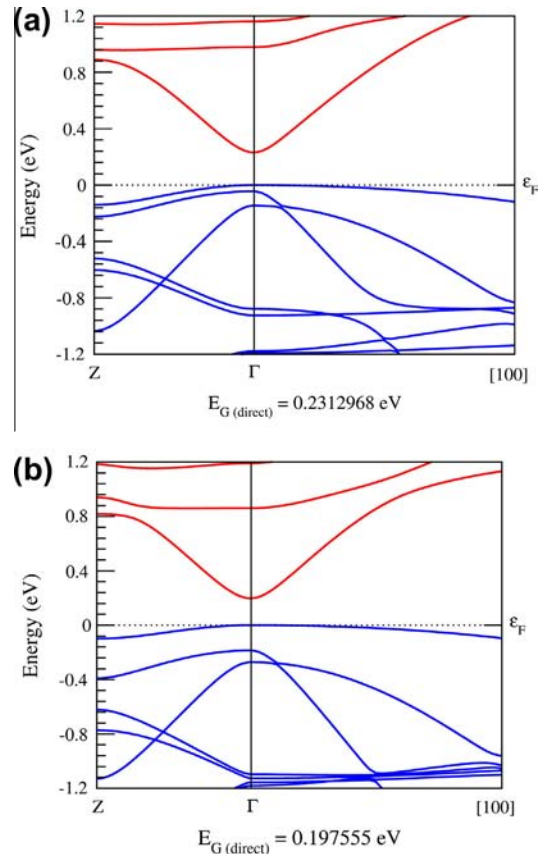 (a)
1.2
0.8
0.4
0
-0.4
-0.8
-1.2
Energy (eV)
εF
Z Γ [100]
EG (direct) = 0.2312968 eV
(b)
1.2
0.8
0.4
0
-0.4
-0.8
-1.2
Energy (eV)
εF
Z Γ [100]
EG (direct) = 0.197555 eV